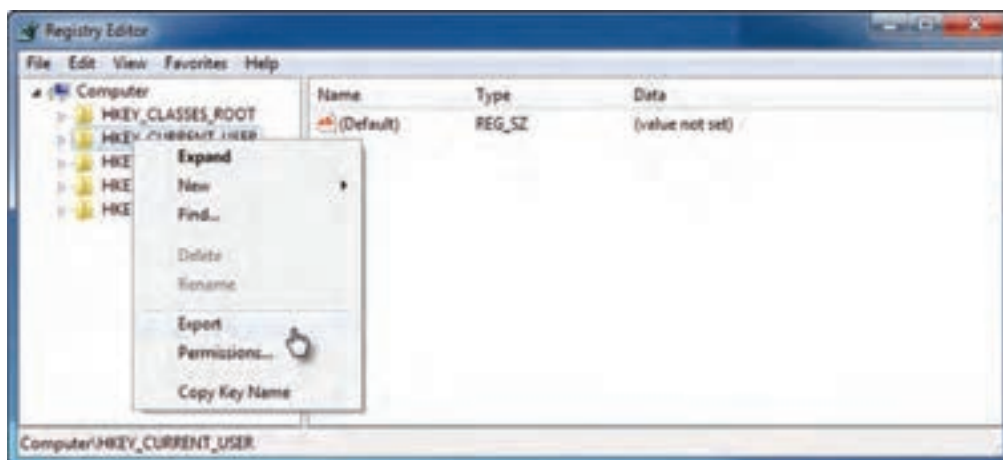 Registry Editor
File Edit View Favorites Help
Computer
HKEY_CLASSES_ROOT
HKEY_CURRENT_USER
HKE
HKE
HKE
Name Type Data
(Default) REG_SZ (value not set)
Expand
New
Find...
Delete
Rename
Export
Permissions...
Copy Key Name
Computer\HKEY_CURRENT_USER